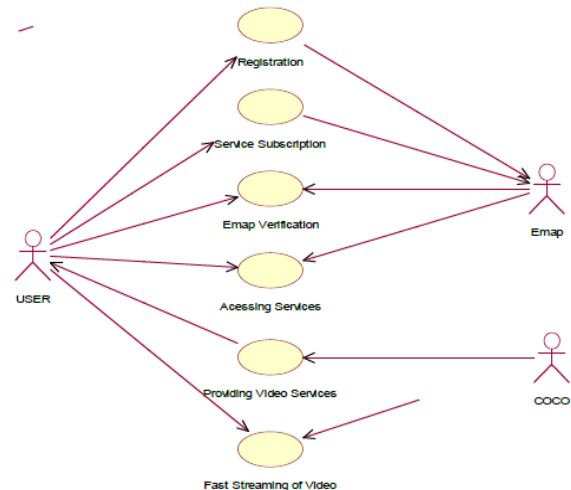 Registration
Service Subscription
Emap Verification
Emap
Acessing Services
USER
Providing Video Services
COCO
Fast Streaming of Video